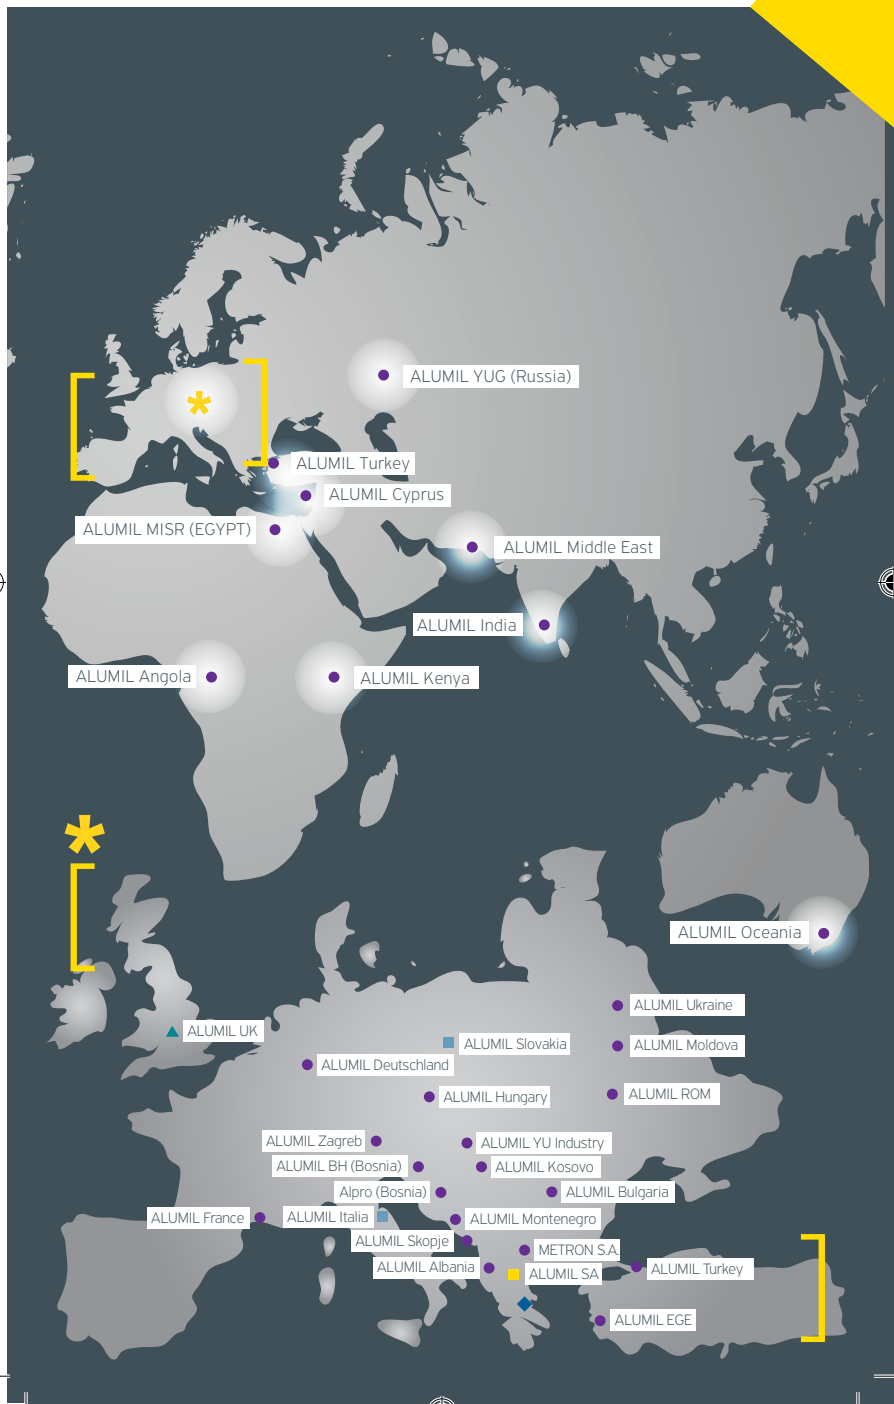 ALUMIL YUG (Russia)
*
ALUMIL Turkey
ALUMIL Cyprus
ALUMIL MISR (EGYPT)
ALUMIL Middle East
ALUMIL India
ALUMIL Angola
ALUMIL Kenya
*
ALUMIL Oceania
ALUMIL Ukraine
ALUMIL UK
ALUMIL Slovakia
ALUMIL Moldova
ALUMIL Deutschland
ALUMIL Hungary
ALUMIL ROM
ALUMIL Zagreb
ALUMIL YU Industry
ALUMIL BH (Bosnia)
ALUMIL Kosovo
Alpro (Bosnia)
ALUMIL Bulgaria
ALUMIL France
ALUMIL Italia
ALUMIL Montenegro
ALUMIL Skopje
METRON S.A.
ALUMIL Albania
ALUMIL SA
ALUMIL Turkey
ALUMIL EGE